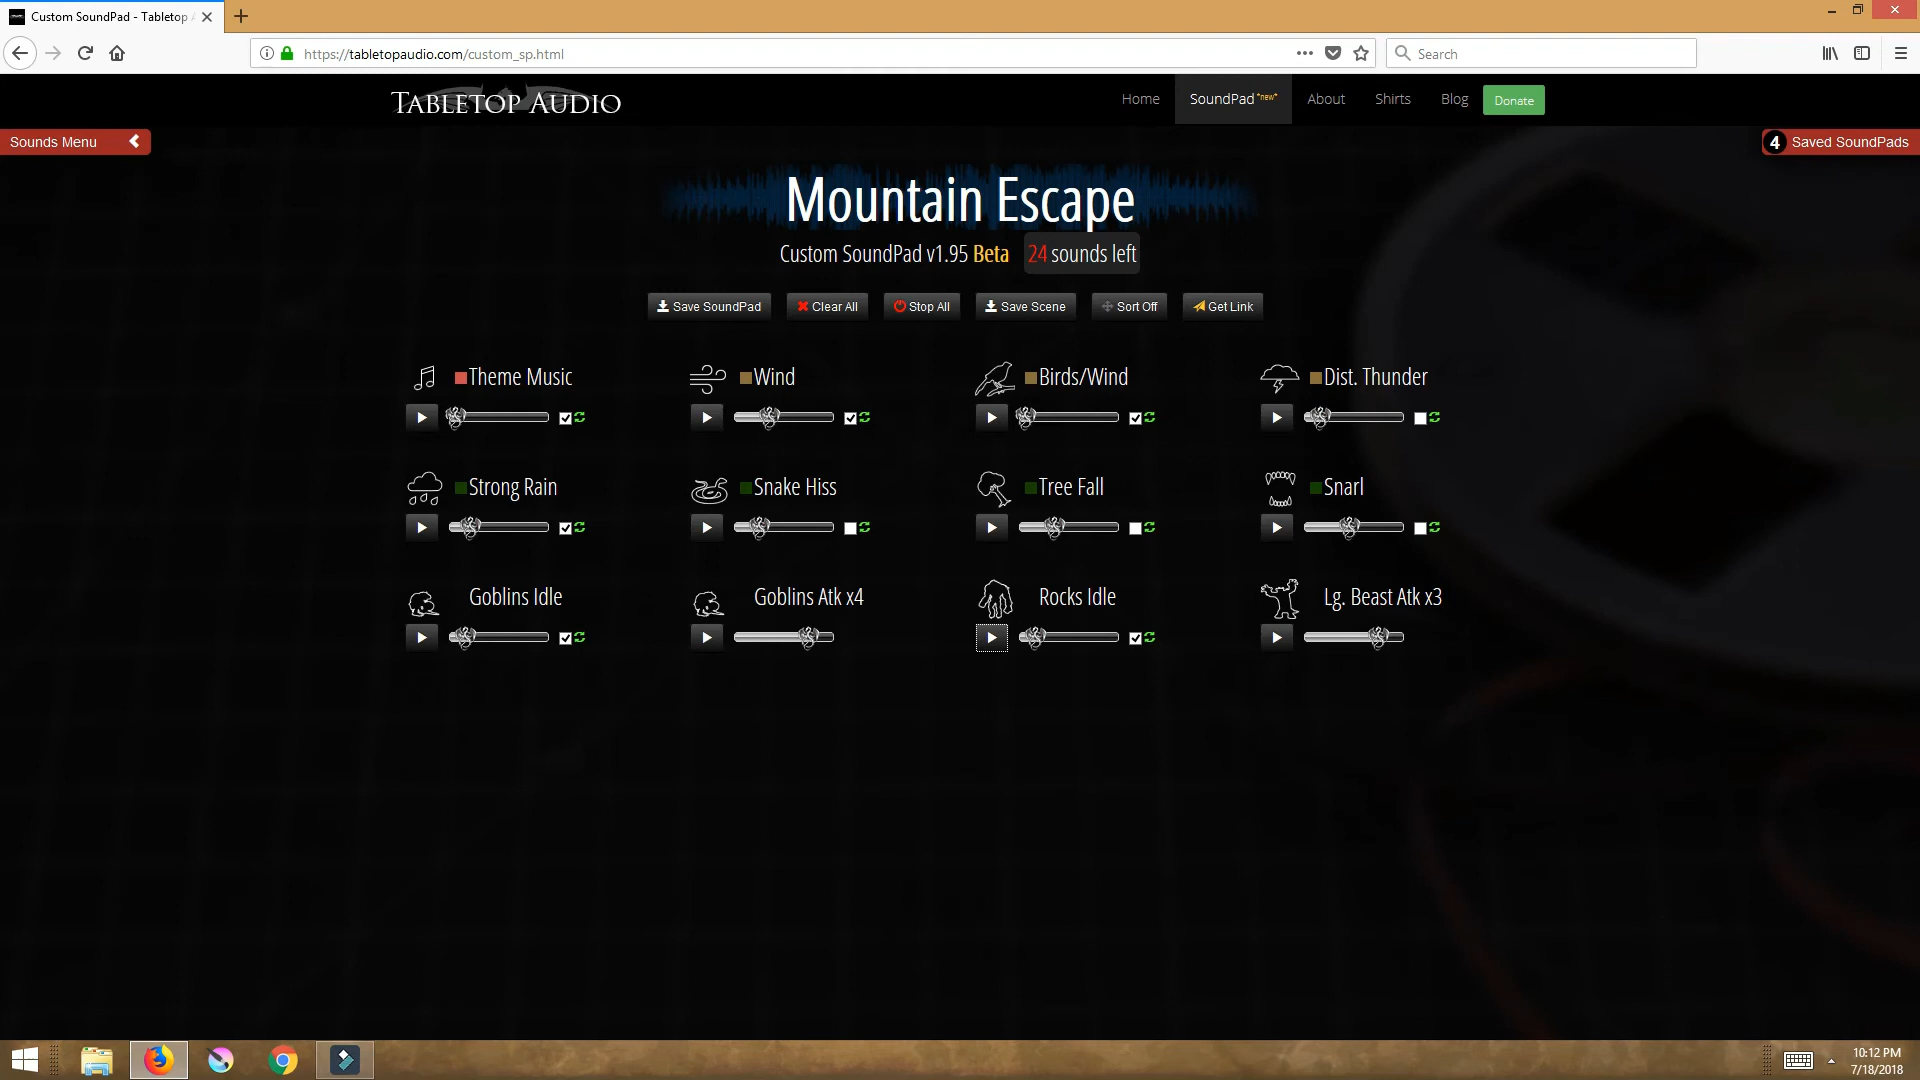 Custom SoundPad - Tabletop A
https://tabletopaudio.com/custom_sp.html
Search
TABLETOP AUDIO
Home
SoundPad *new*
About
Shirts
Blog
Donate
Sounds Menu
4 Saved SoundPads
Mountain Escape
Custom SoundPad v1.95 Beta 24 sounds left
Save SoundPad
Clear All
Stop All
Save Scene
Sort Off
Get Link
Theme Music
Wind
Birds/Wind
Dist. Thunder
Strong Rain
Snake Hiss
Tree Fall
Snarl
Goblins Idle
Goblins Atk x4
Rocks Idle
Lg. Beast Atk x3
10:12 PM
7/18/2018